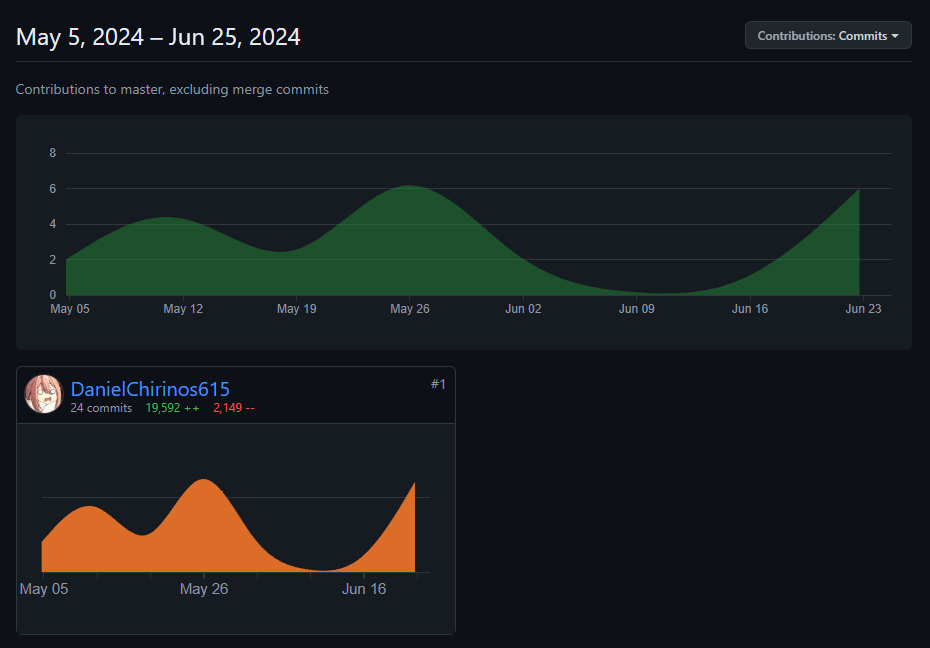 May 5, 2024 – Jun 25, 2024
Contributions: Commits
Contributions to master, excluding merge commits
8
6
4
2
0
May 05 May 12 May 19 May 26 Jun 02 Jun 09 Jun 16 Jun 23
DanielChirinos615 #1
24 commits 19,592 ++ 2,149 --
May 05 May 26 Jun 16